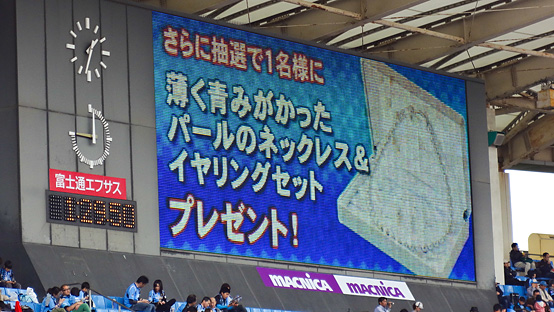 さらに抽選で1名様に
薄く青みがかった
パールのネックレス&
イヤリングセット
プレゼント!
富士通エフサス
MACNICA MACNICA